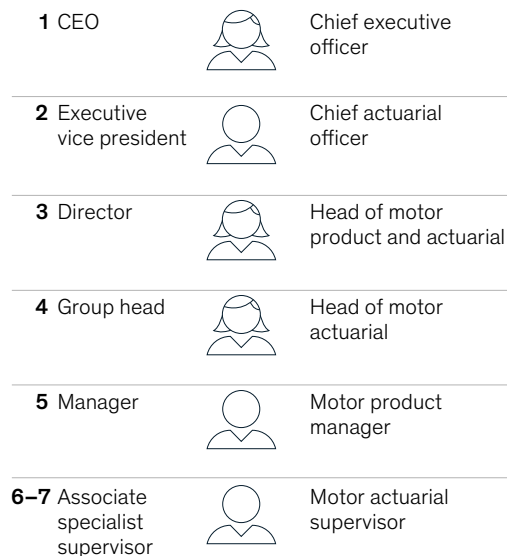 1 CEO
Chief executive
officer
2 Executive
vice president
Chief actuarial
officer
3 Director
Head of motor
product and actuarial
4 Group head
Head of motor
actuarial
5 Manager
Motor product
manager
6–7 Associate
specialist
supervisor
Motor actuarial
supervisor